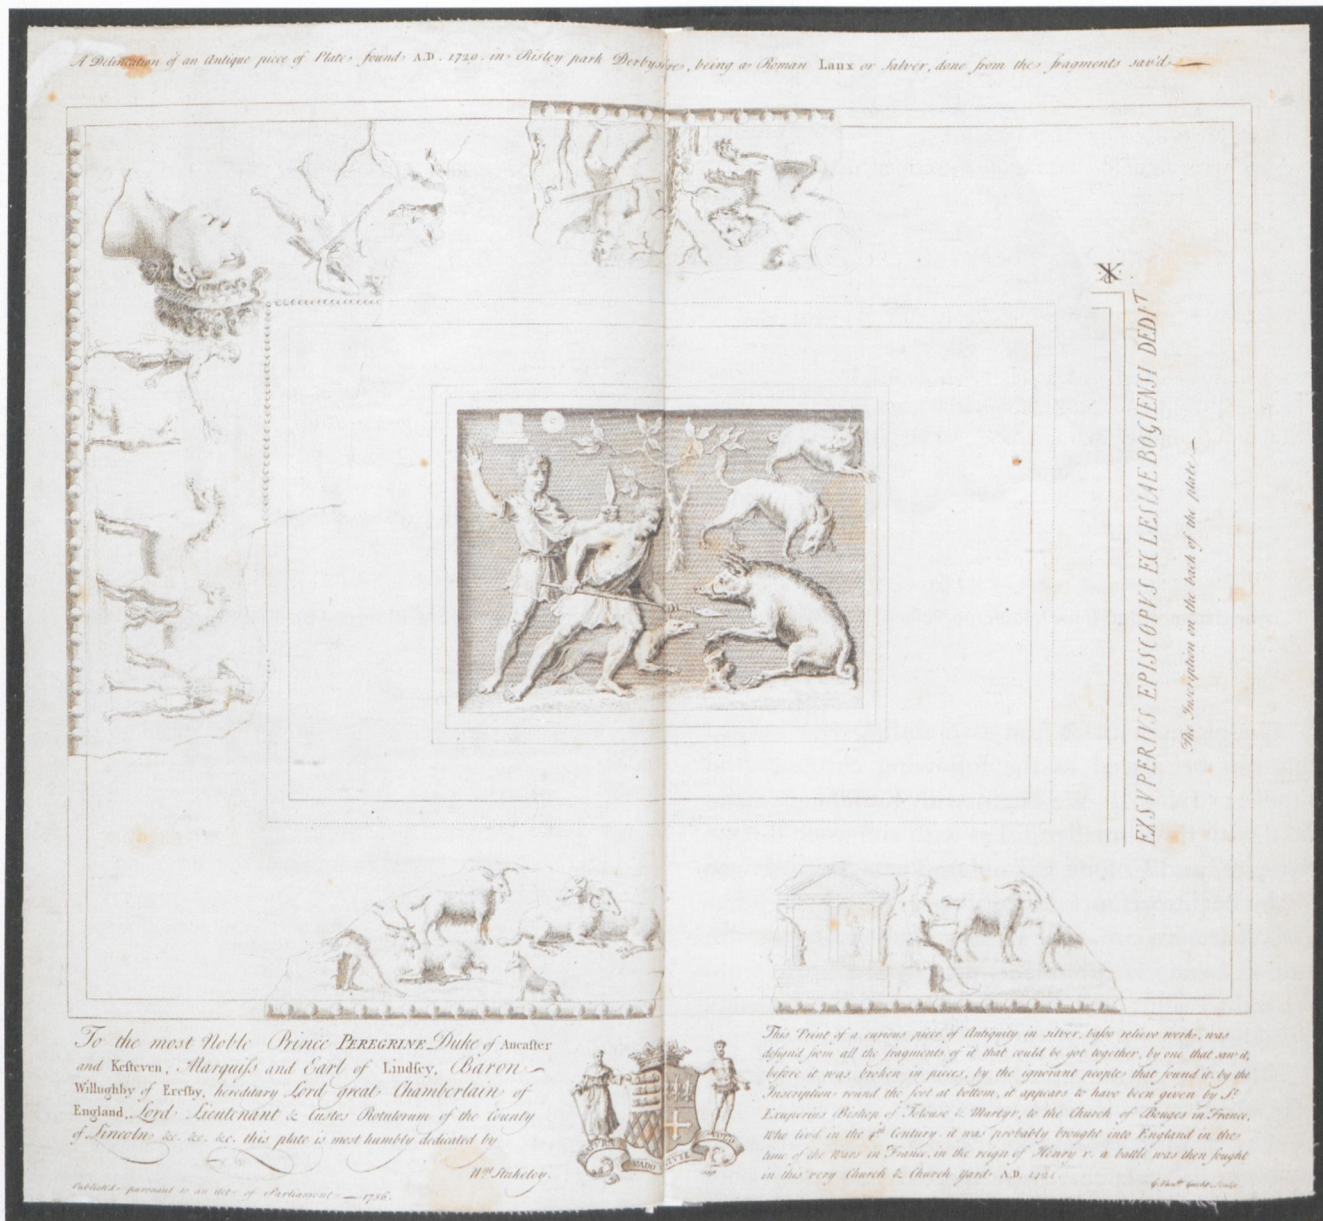 A Delineation of an Antique piece of Plate, found A.D. 1729. in Risley park Derbyshire, being a Roman Lanx or Salver, done from the fragments sav'd
EXSVPERIVS EPISCOPVS ECLESIAE BOGIENSI DEDIT
The Inscription on the back of the plate.
To the most Noble Prince PEREGRINE Duke of Ancaſter
and Keſteven, Marquiſs and Earl of Lindſey, Baron
Willughby of Ereſby, hereditary Lord great Chamberlain of
England, Lord Lieutenant & Custos Rotulorum of the County
of Lincoln &c. &c. &c. this plate is most humbly dedicated by
Wm. Stukeley.
Publiſh'd pursuant to an Act of Parliament — 1736.
This Print of a curious piece of Antiquity in silver, baſso relievo work, was
deſign'd from all the fragments of it that could be got together, by one that saw it,
before it was broken in pieces, by the ignorant people that found it. by the
Inscription round the foot at bottom, it appears to have been given by St.
Exuperius Bishop of Tolouse & Martyr, to the Church of Bouges in France,
who liv'd in the 4th Century. it was probably brought into England in the
time of the Wars in France, in the reign of Henry v. a battle was then fought
in this very Church & Church Yard A.D. 1421.